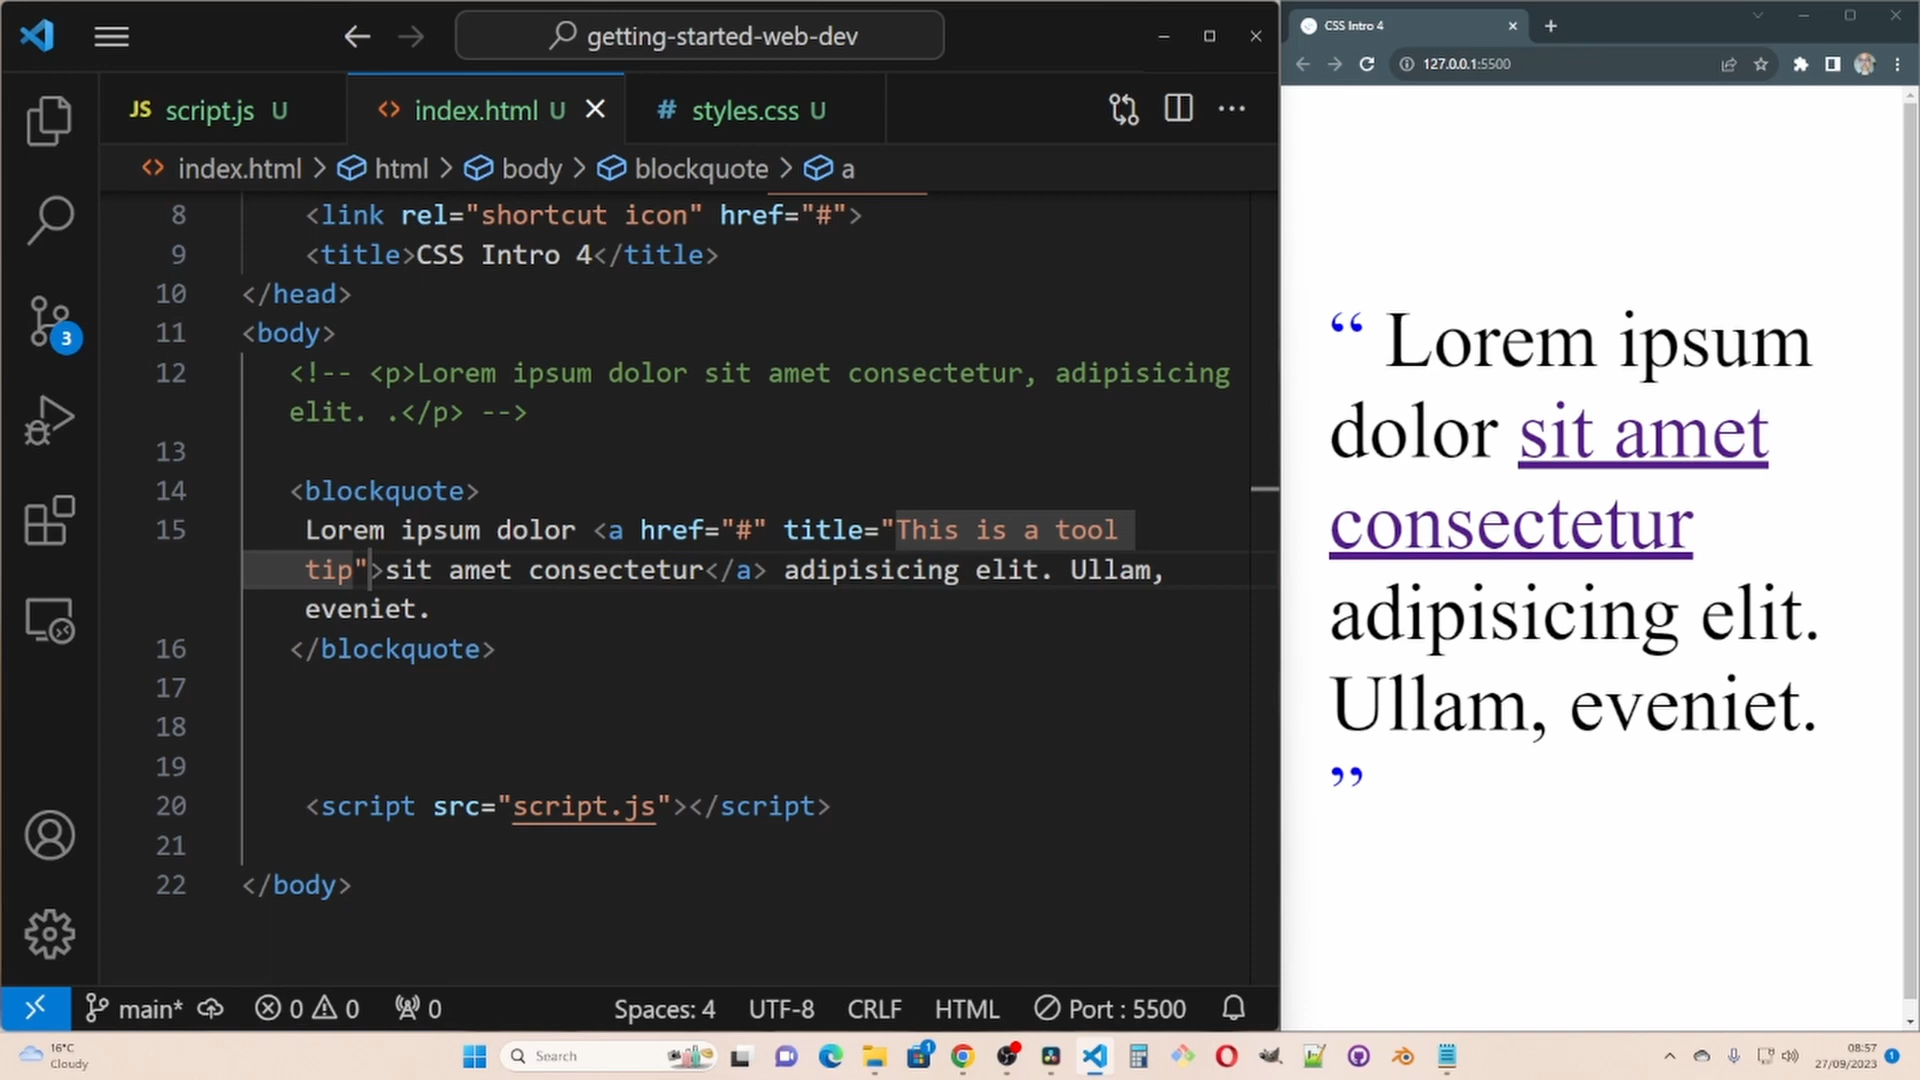 getting-started-web-dev
JS script.js U
<> index.html U
# styles.css U
<> index.html > html > body > blockquote > a
8 <link rel="shortcut icon" href="#">
9 <title>CSS Intro 4</title>
10 </head>
11 <body>
12 <!-- <p>Lorem ipsum dolor sit amet consectetur, adipisicing
elit. .</p> -->
13
14 <blockquote>
15 Lorem ipsum dolor <a href="#" title="This is a tool
tip">sit amet consectetur</a> adipisicing elit. Ullam,
eveniet.
16 </blockquote>
17
18
19
20 <script src="script.js"></script>
21
22 </body>
3
main* 0 0 0 Spaces: 4 UTF-8 CRLF HTML Port : 5500
CSS Intro 4
127.0.0.1:5500
“ Lorem ipsum
dolor sit amet
consectetur
adipisicing elit.
Ullam, eveniet.
”
16°C
Cloudy
Search
1
08:57
27/09/2023
1